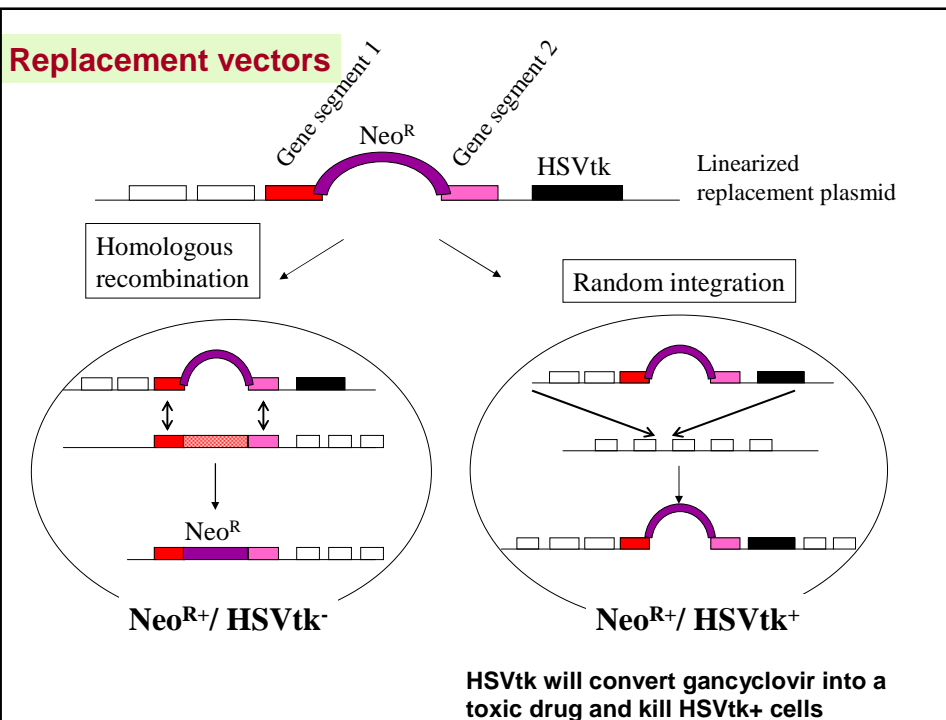 Replacement vectors
Gene segment 1
Neoᴿ
Gene segment 2
HSVtk
Linearized
replacement plasmid
Homologous
recombination
Random integration
Neoᴿ
Neoᴿ⁺/ HSVtk⁻
Neoᴿ⁺/ HSVtk⁺
HSVtk will convert gancyclovir into a
toxic drug and kill HSVtk+ cells